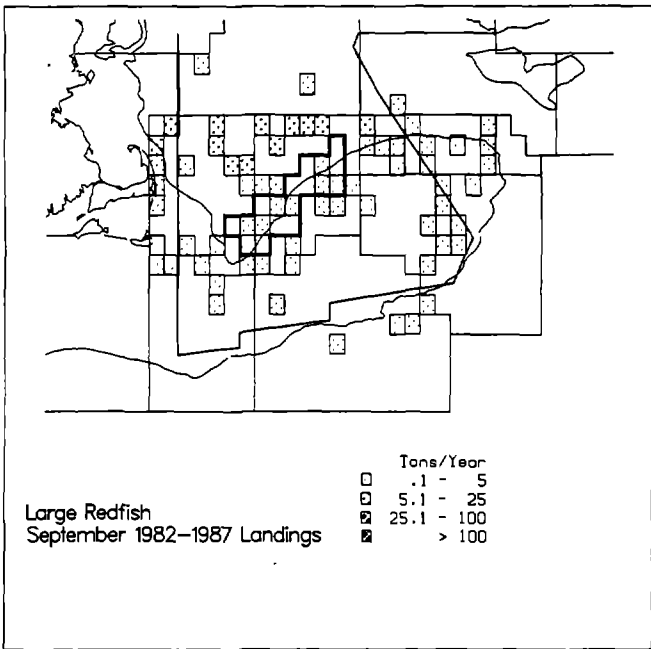 Tons/Year
.1 - 5
5.1 - 25
25.1 - 100
> 100
Large Redfish
September 1982-1987 Landings